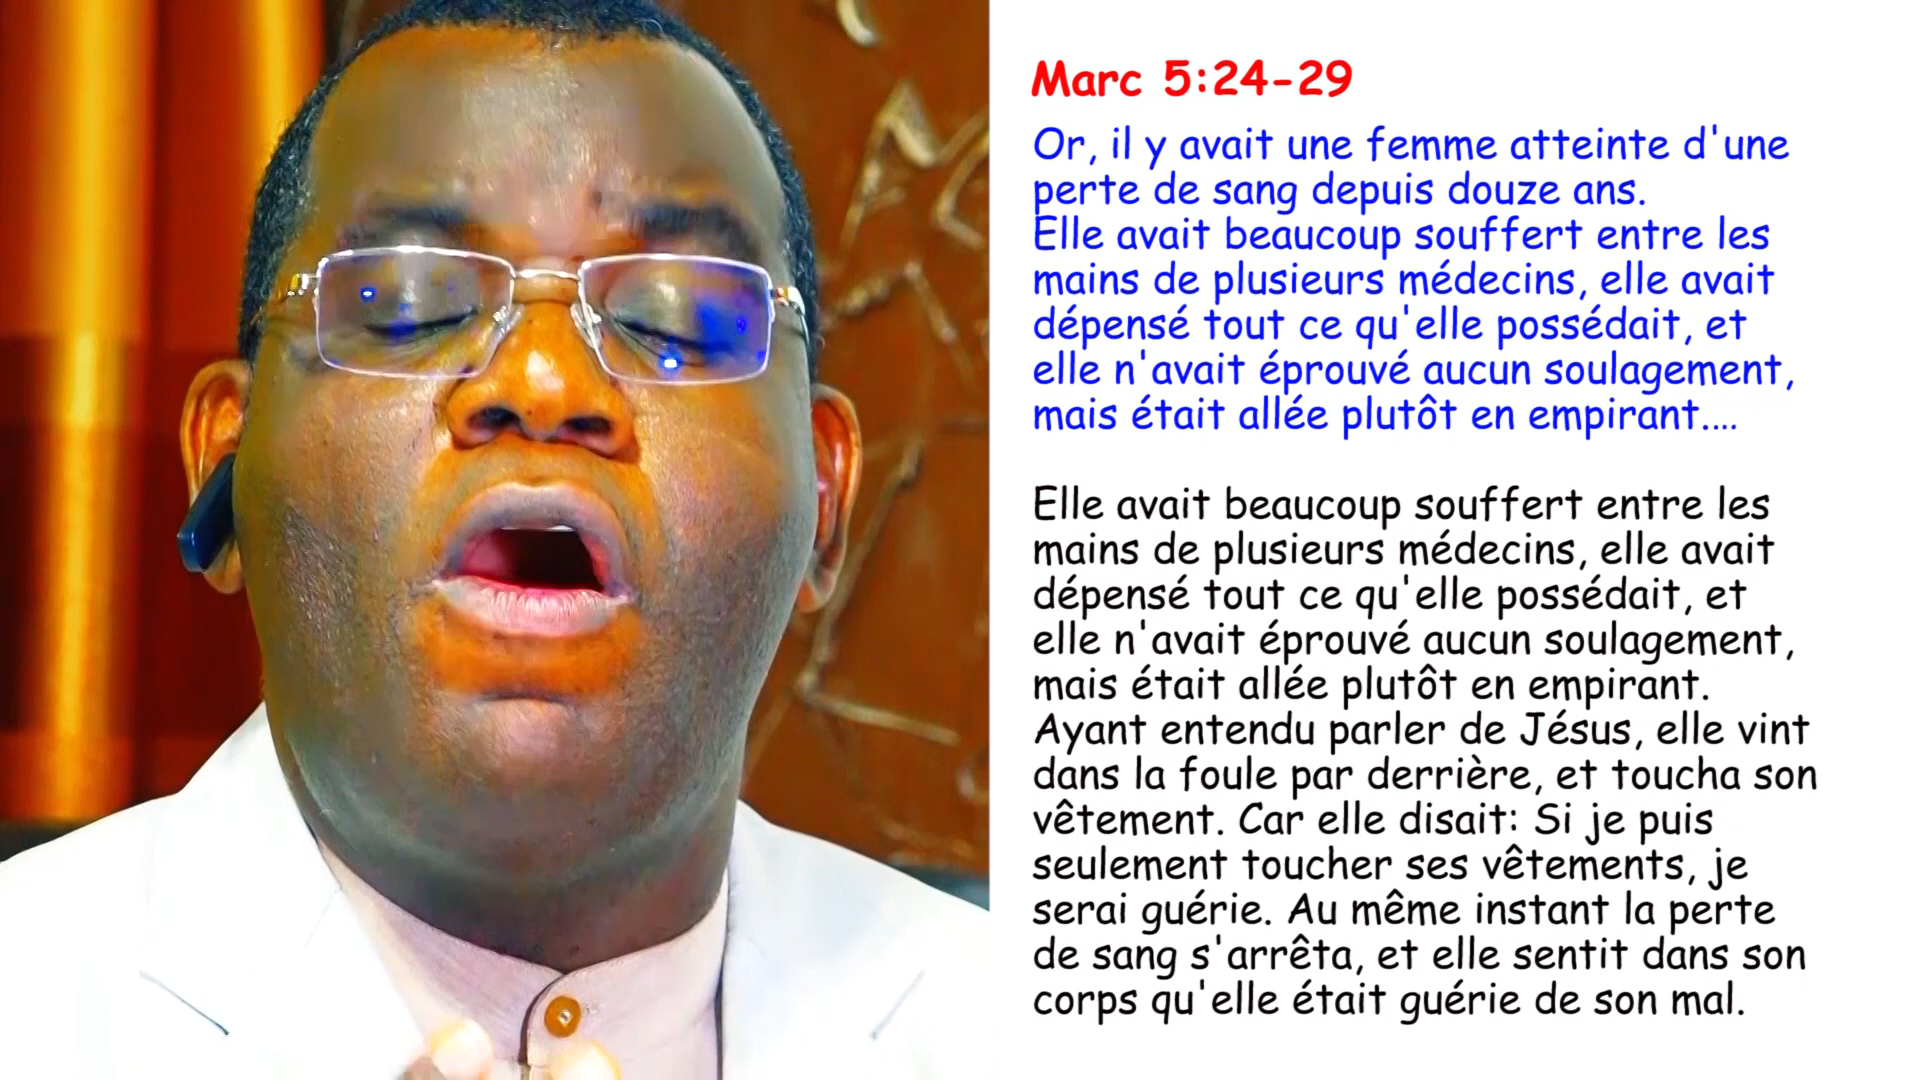 Marc 5:24-29
Or, il y avait une femme atteinte d'une
perte de sang depuis douze ans.
Elle avait beaucoup souffert entre les
mains de plusieurs médecins, elle avait
dépensé tout ce qu'elle possédait, et
elle n'avait éprouvé aucun soulagement,
mais était allée plutôt en empirant....
Elle avait beaucoup souffert entre les
mains de plusieurs médecins, elle avait
dépensé tout ce qu'elle possédait, et
elle n'avait éprouvé aucun soulagement,
mais était allée plutôt en empirant.
Ayant entendu parler de Jésus, elle vint
dans la foule par derrière, et toucha son
vêtement. Car elle disait: Si je puis
seulement toucher ses vêtements, je
serai guérie. Au même instant la perte
de sang s'arrêta, et elle sentit dans son
corps qu'elle était guérie de son mal.